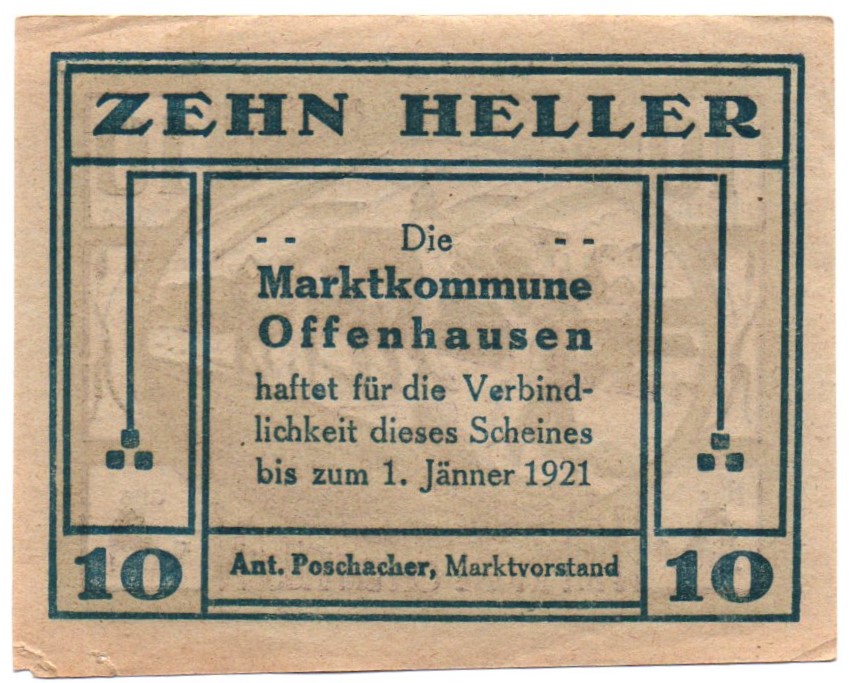 ZEHN HELLER
-- Die --
Marktkommune
Offenhausen
haftet für die Verbind-
lichkeit dieses Scheines
bis zum 1. Jänner 1921
10 Ant. Poschacher, Marktvorstand 10